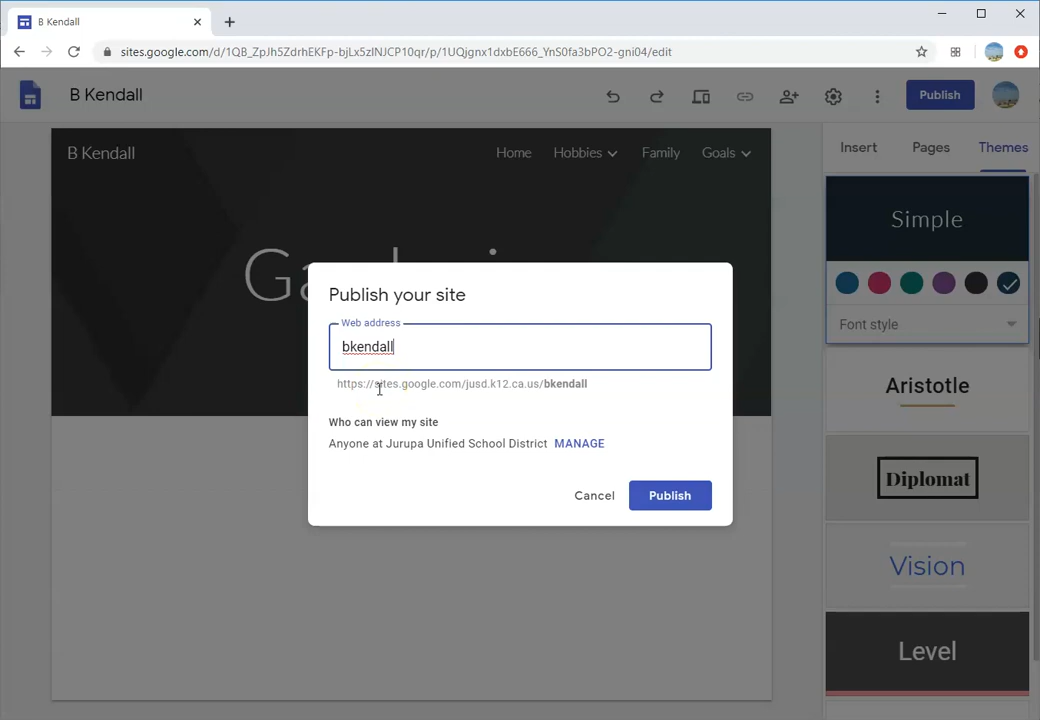 B Kendall
sites.google.com/d/1QB_ZpJh5ZdrhEKFp-bjLx5zlNJCP10qr/p/1UQjgnx1dxbE666_YnS0fa3bPO2-gni04/edit
B Kendall
Publish
B Kendall
Home
Hobbies
Family
Goals
Insert
Pages
Themes
Simple
Font style
Aristotle
Diplomat
Vision
Level
Publish your site
Web address
bkendall
https://sites.google.com/jusd.k12.ca.us/bkendall
Who can view my site
Anyone at Jurupa Unified School District MANAGE
Cancel
Publish